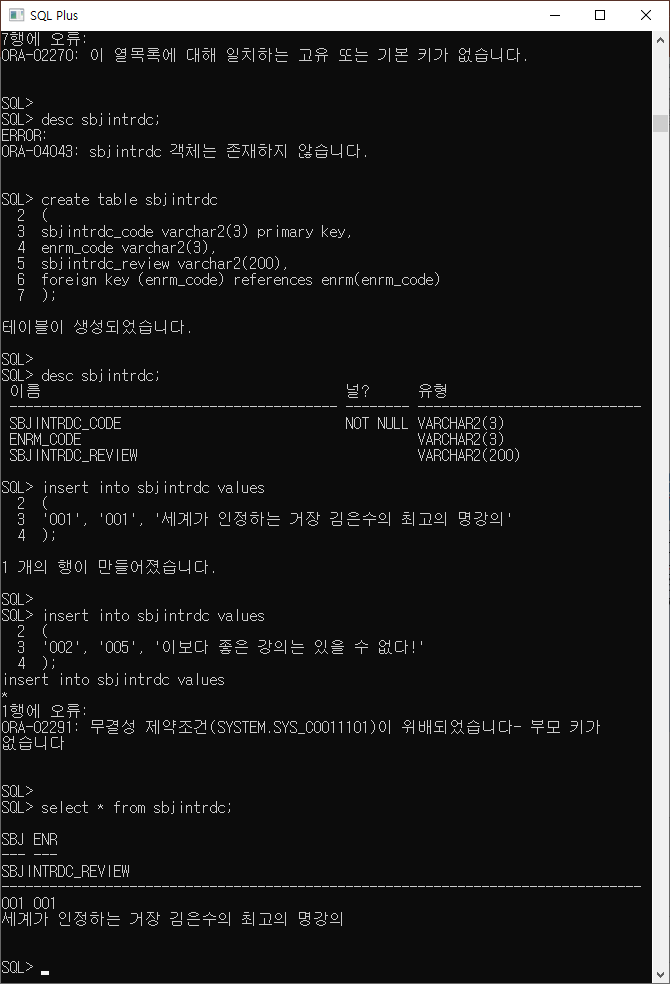 SQL Plus
7행에 오류:
ORA-02270: 이 열목록에 대해 일치하는 고유 또는 기본 키가 없습니다.
SQL>
SQL> desc sbjintrdc;
ERROR:
ORA-04043: sbjintrdc 객체는 존재하지 않습니다.
SQL> create table sbjintrdc
2 (
3 sbjintrdc_code varchar2(3) primary key,
4 enrm_code varchar2(3),
5 sbjintrdc_review varchar2(200),
6 foreign key (enrm_code) references enrm(enrm_code)
7 );
테이블이 생성되었습니다.
SQL>
SQL> desc sbjintrdc;
이름 널? 유형
----------------------------------------- -------- ----------------------------
SBJINTRDC_CODE NOT NULL VARCHAR2(3)
ENRM_CODE VARCHAR2(3)
SBJINTRDC_REVIEW VARCHAR2(200)
SQL> insert into sbjintrdc values
2 (
3 '001', '001', '세계가 인정하는 거장 김은수의 최고의 명강의'
4 );
1 개의 행이 만들어졌습니다.
SQL>
SQL> insert into sbjintrdc values
2 (
3 '002', '005', '이보다 좋은 강의는 있을 수 없다!'
4 );
insert into sbjintrdc values
*
1행에 오류:
ORA-02291: 무결성 제약조건(SYSTEM.SYS_C0011101)이 위배되었습니다- 부모 키가
없습니다
SQL>
SQL> select * from sbjintrdc;
SBJ ENR
--- ---
SBJINTRDC_REVIEW
--------------------------------------------------------------------------------
001 001
세계가 인정하는 거장 김은수의 최고의 명강의
SQL>